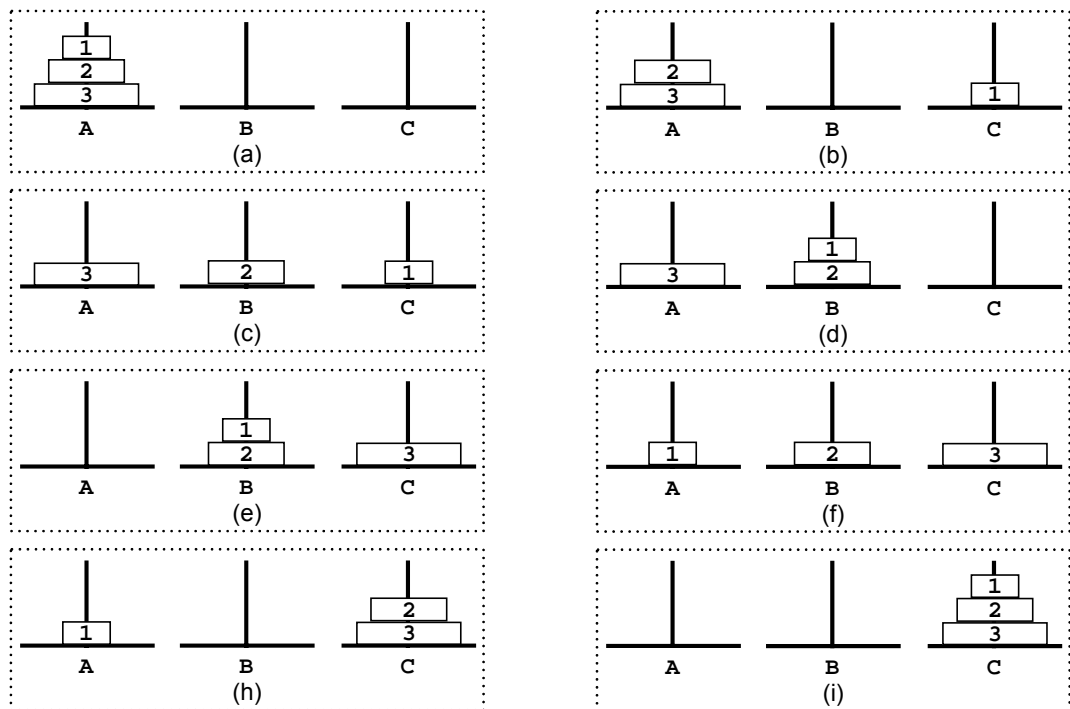 1
2
3
A B C
(a)
2
3 1
A B C
(b)
3 2 1
A B C
(c)
1
3 2
A B C
(d)
1
2 3
A B C
(e)
1 2 3
A B C
(f)
2
1 3
A B C
(h)
1
2
3
A B C
(i)